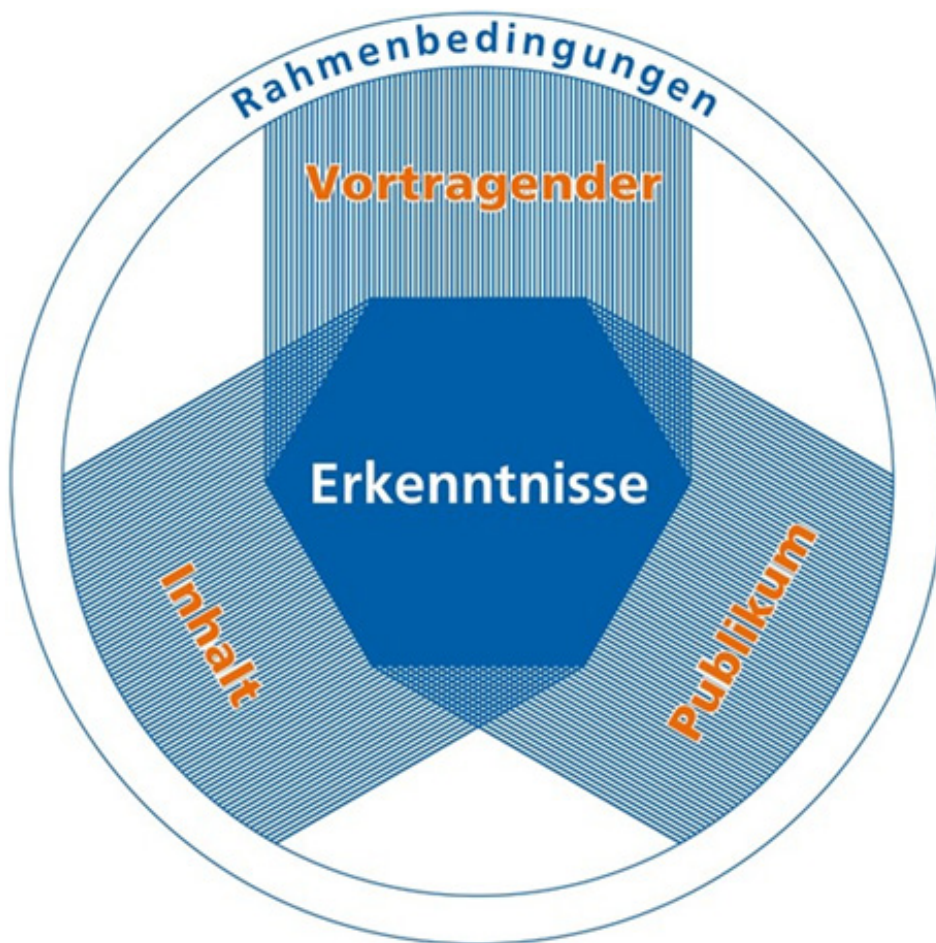 Rahmenbedingungen
Vortragender
Erkenntnisse
Inhalt
Publikum